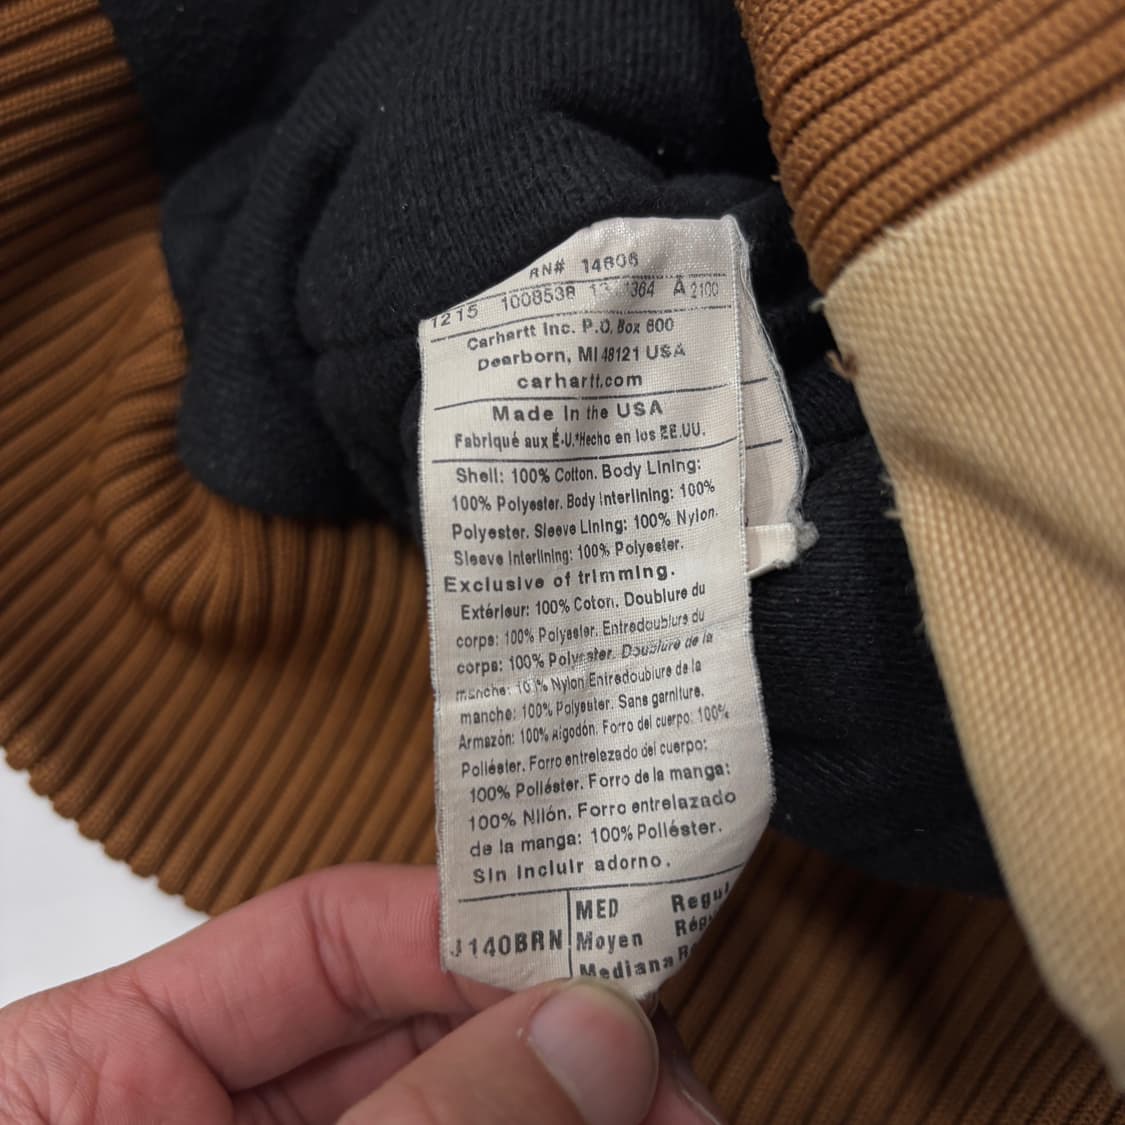 RN# 14806
1215 1008538 364 A 2100
Carhartt Inc. P.O. Box 600
Dearborn, MI 48121 USA
carhartt.com
Made In the USA
Fabriqué aux É-U.*Hecho en los EE.UU.
Shell: 100% Cotton. Body Lining:
100% Polyester. Body Interlining: 100%
Polyester. Sleeve Lining: 100% Nylon.
Sleeve Interlining: 100% Polyester.
Exclusive of trimming.
Extérieur: 100% Coton. Doublure du
corps: 100% Polyester. Entredoublure du
corps: 100% Polyester. Doublure de la
manche: 100% Nylon Entredoublure de la
manche: 100% Polyester. Sans garniture.
Armazón: 100% Algodón. Forro del cuerpo: 100%
Poliéster. Forro entrelazado del cuerpo:
100% Poliéster. Forro de la manga:
100% Nilón. Forro entrelazado
de la manga: 100% Poliéster.
Sin incluir adorno.
J140BRN
MED Regul
Moyen Rég
Mediana R